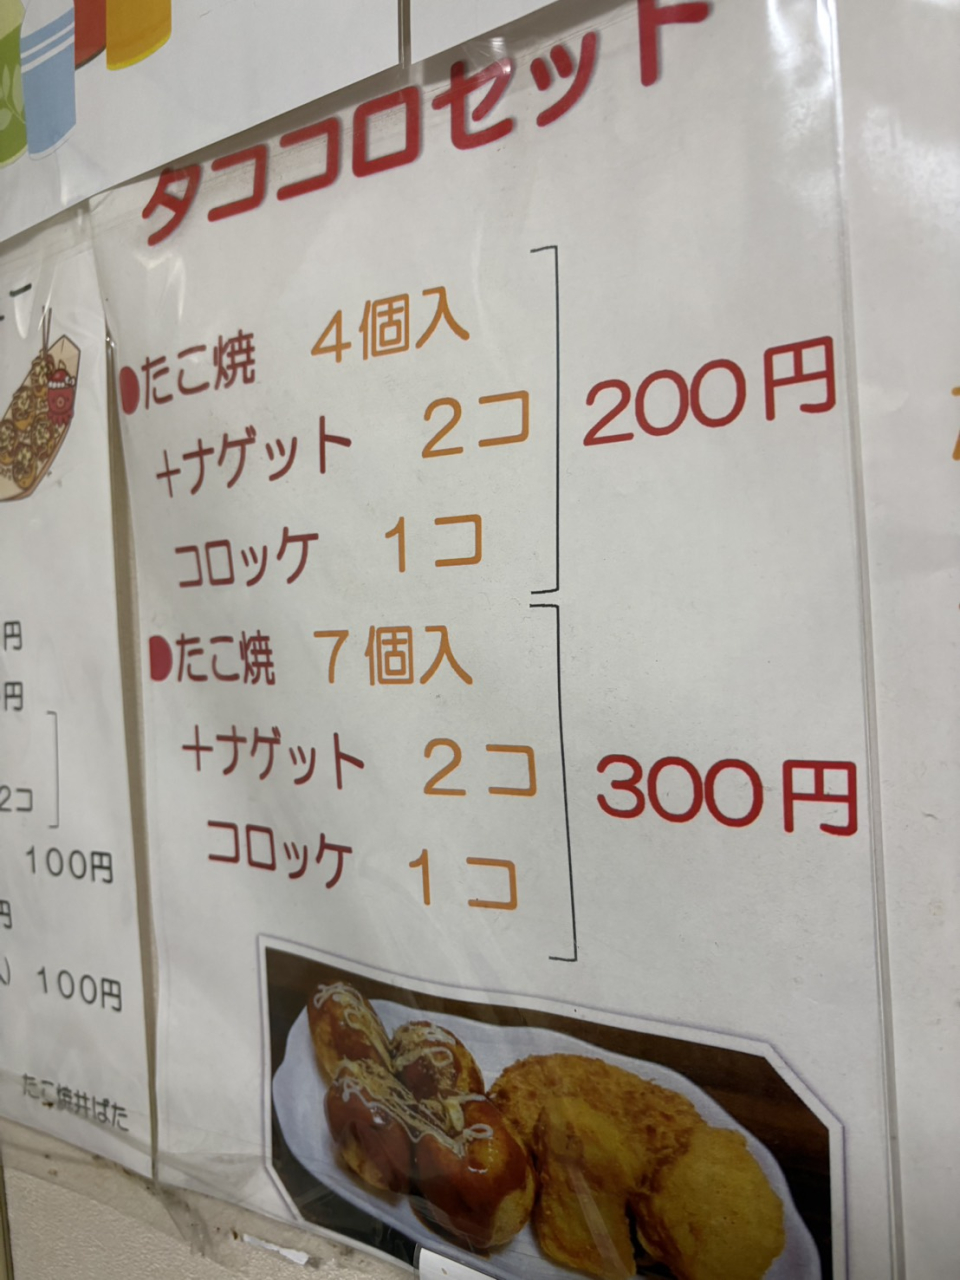 タココロセット
●たこ焼 4個入
+ナゲット 2コ
コロッケ 1コ
200円
●たこ焼 7個入
+ナゲット 2コ
コロッケ 1コ
300円
ー
円
円
2コ
100円
円
100円
たこ焼井ばた